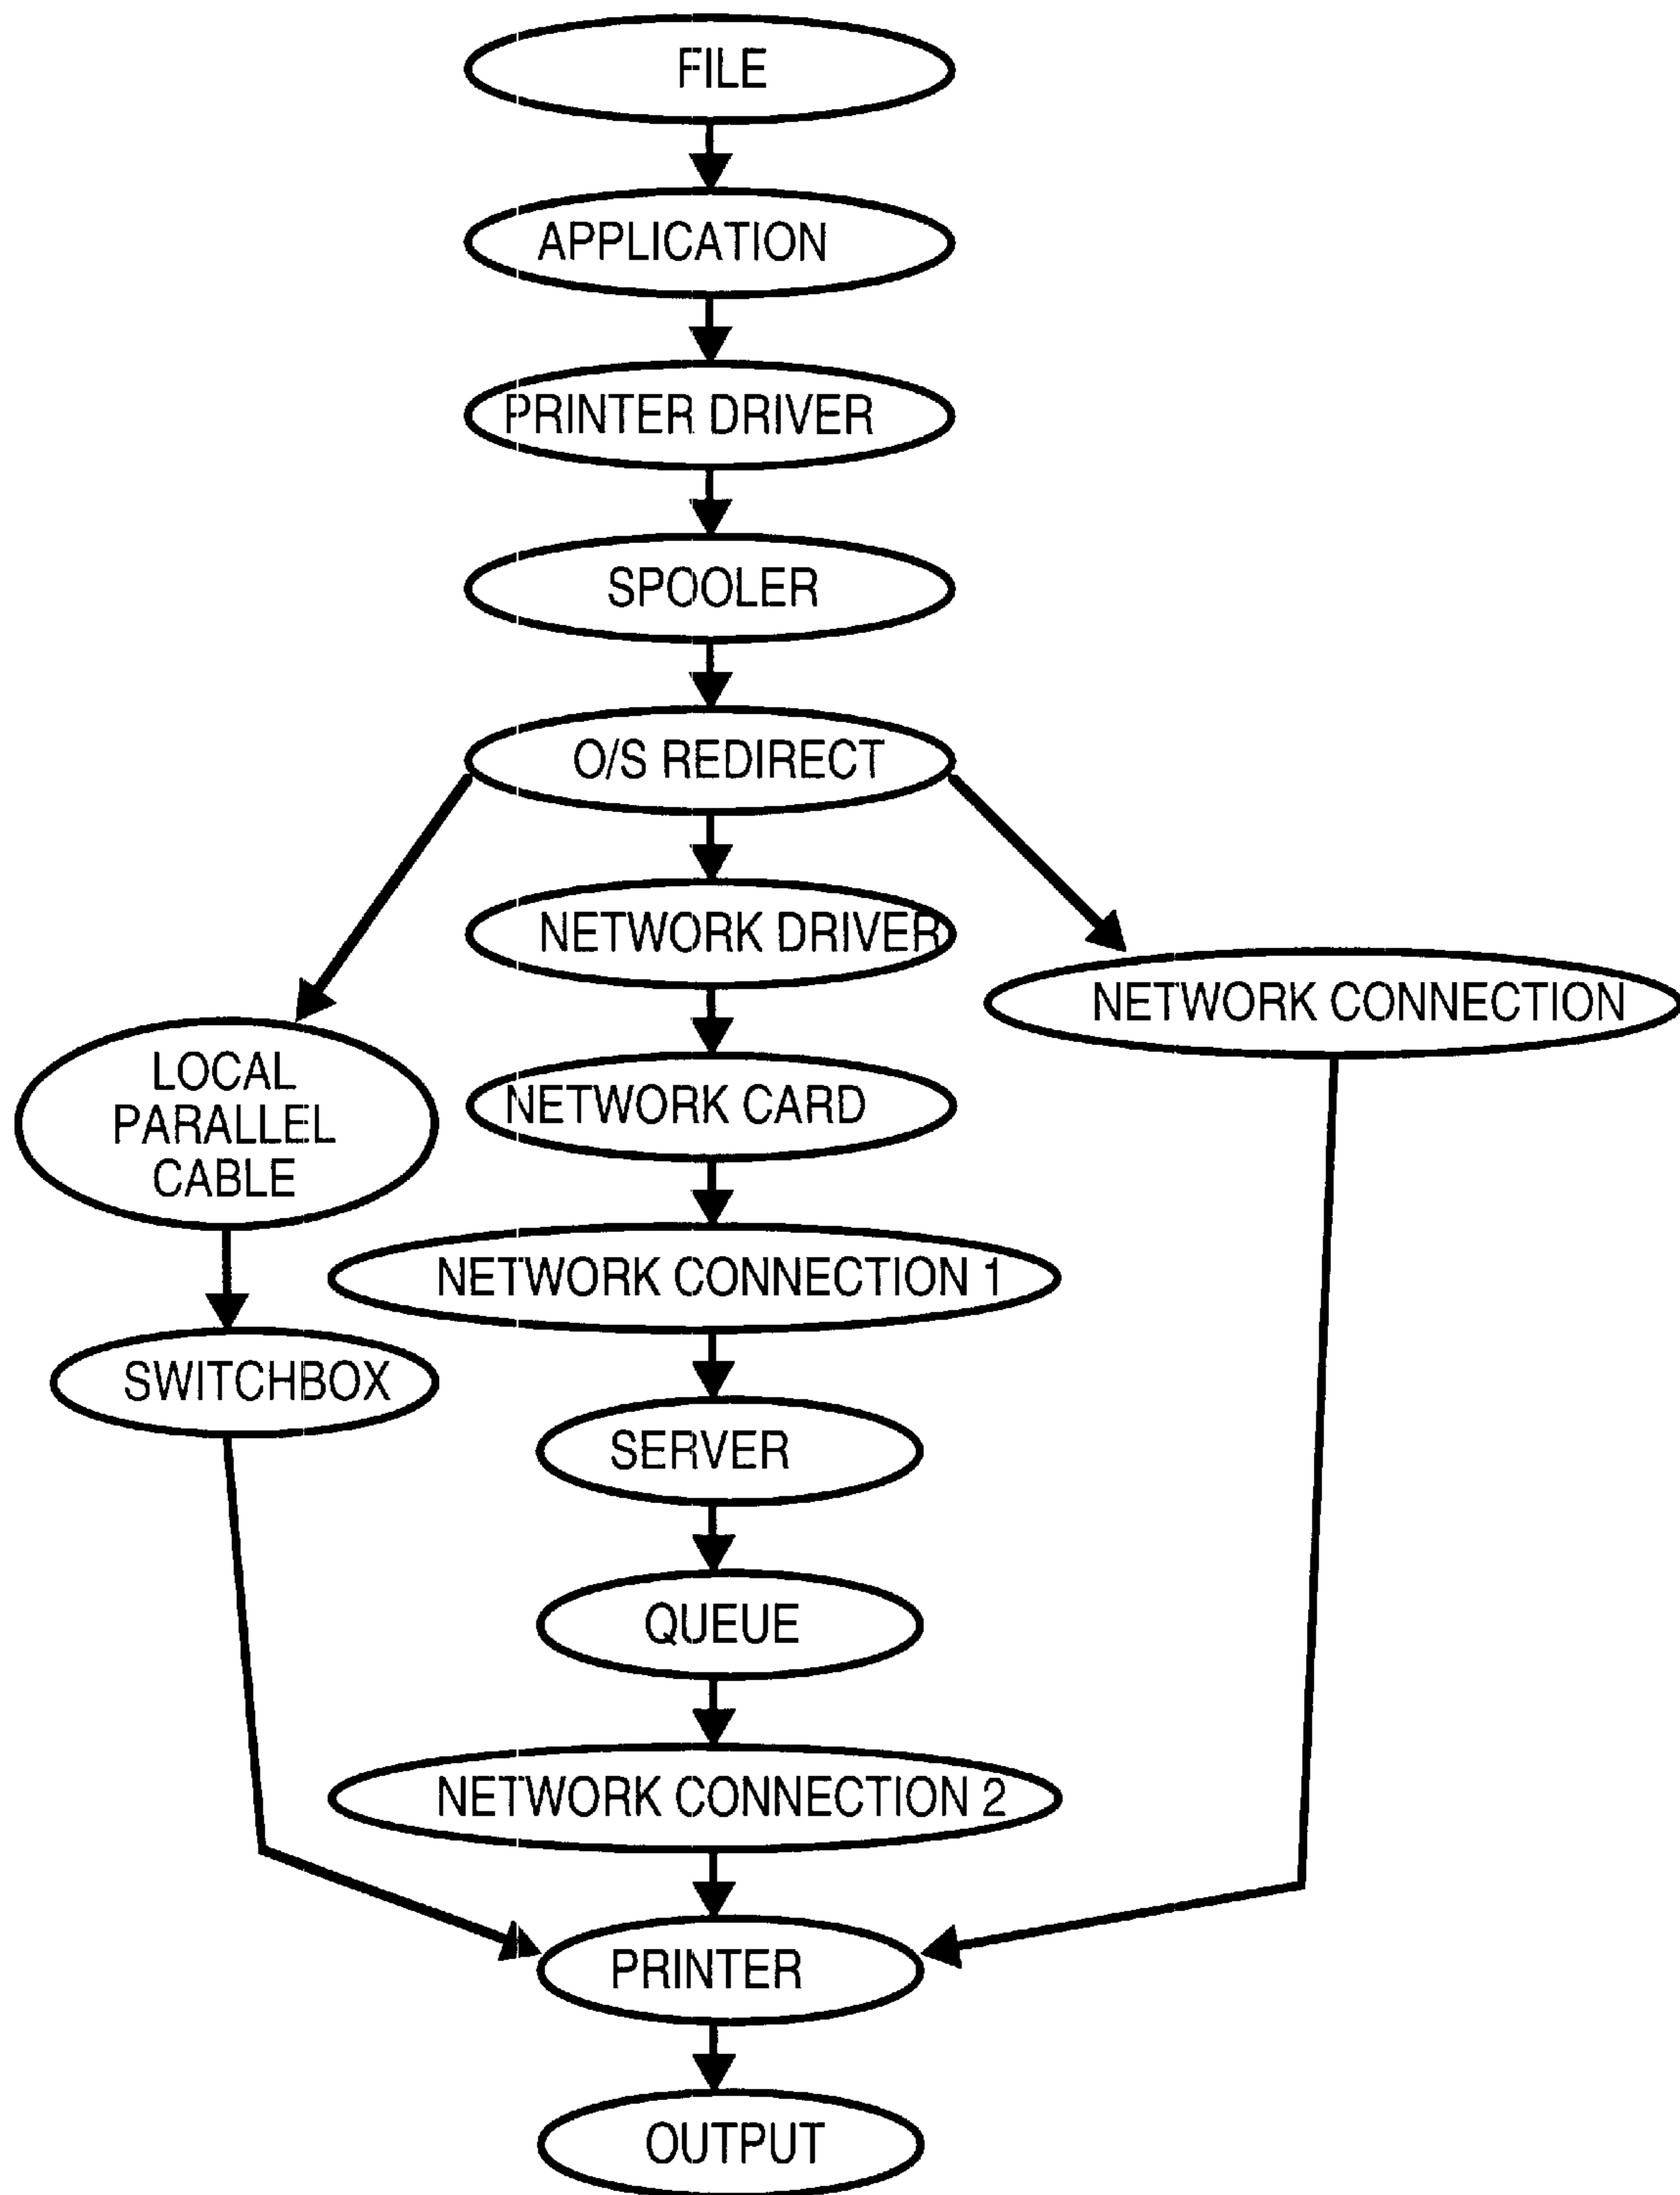 FILE
APPLICATION
PRINTER DRIVER
SPOOLER
O/S REDIRECT
NETWORK DRIVER
NETWORK CONNECTION
LOCAL
PARALLEL
CABLE
NETWORK CARD
NETWORK CONNECTION 1
SWITCHBOX
SERVER
QUEUE
NETWORK CONNECTION 2
PRINTER
OUTPUT